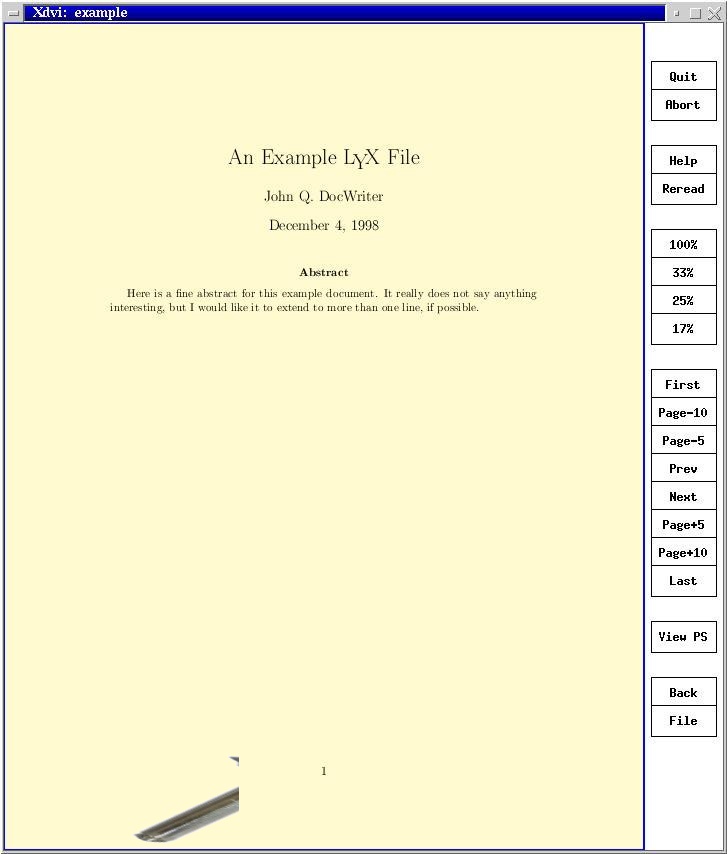 Xdvi: example
An Example LYX File
John Q. DocWriter
December 4, 1998
Abstract
Here is a fine abstract for this example document. It really does not say anything
interesting, but I would like it to extend to more than one line, if possible.
1
Quit
Abort
Help
Reread
100%
33%
25%
17%
First
Page-10
Page-5
Prev
Next
Page+5
Page+10
Last
View PS
Back
File